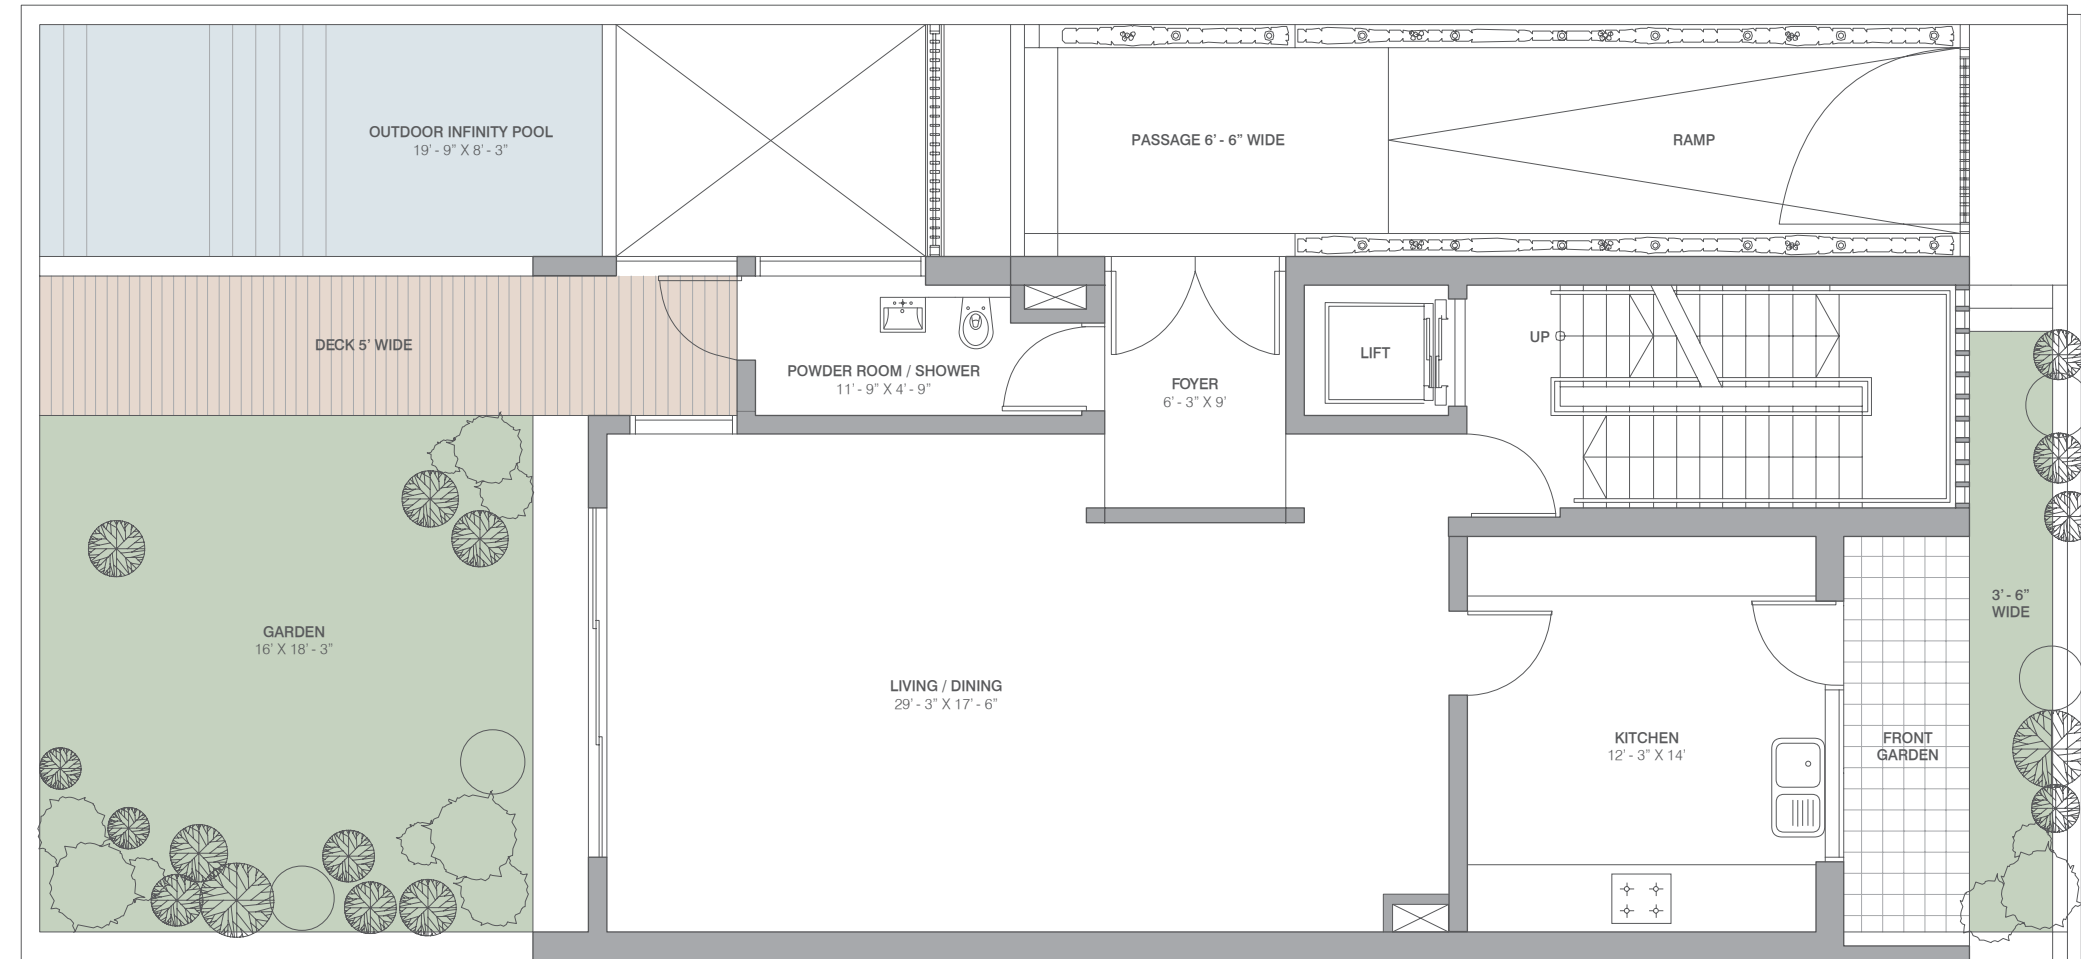 OUTDOOR INFINITY POOL
19' - 9" X 8' - 3"
PASSAGE 6' - 6" WIDE
RAMP
DECK 5' WIDE
POWDER ROOM / SHOWER
11' - 9" X 4' - 9"
FOYER
6' - 3" X 9'
LIFT
UP
GARDEN
16' X 18' - 3"
LIVING / DINING
29' - 3" X 17' - 6"
KITCHEN
12' - 3" X 14'
FRONT
GARDEN
3' - 6"
WIDE